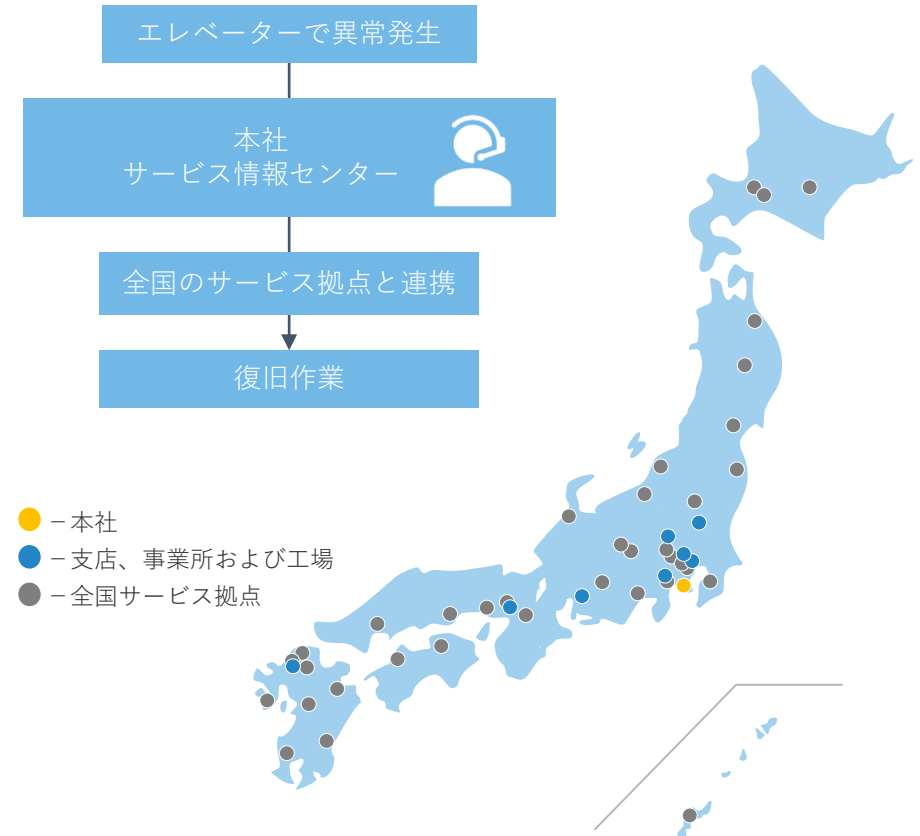 エレベーターで異常発生
本社
サービス情報センター
全国のサービス拠点と連携
復旧作業
－本社
－支店、事業所および工場
－全国サービス拠点